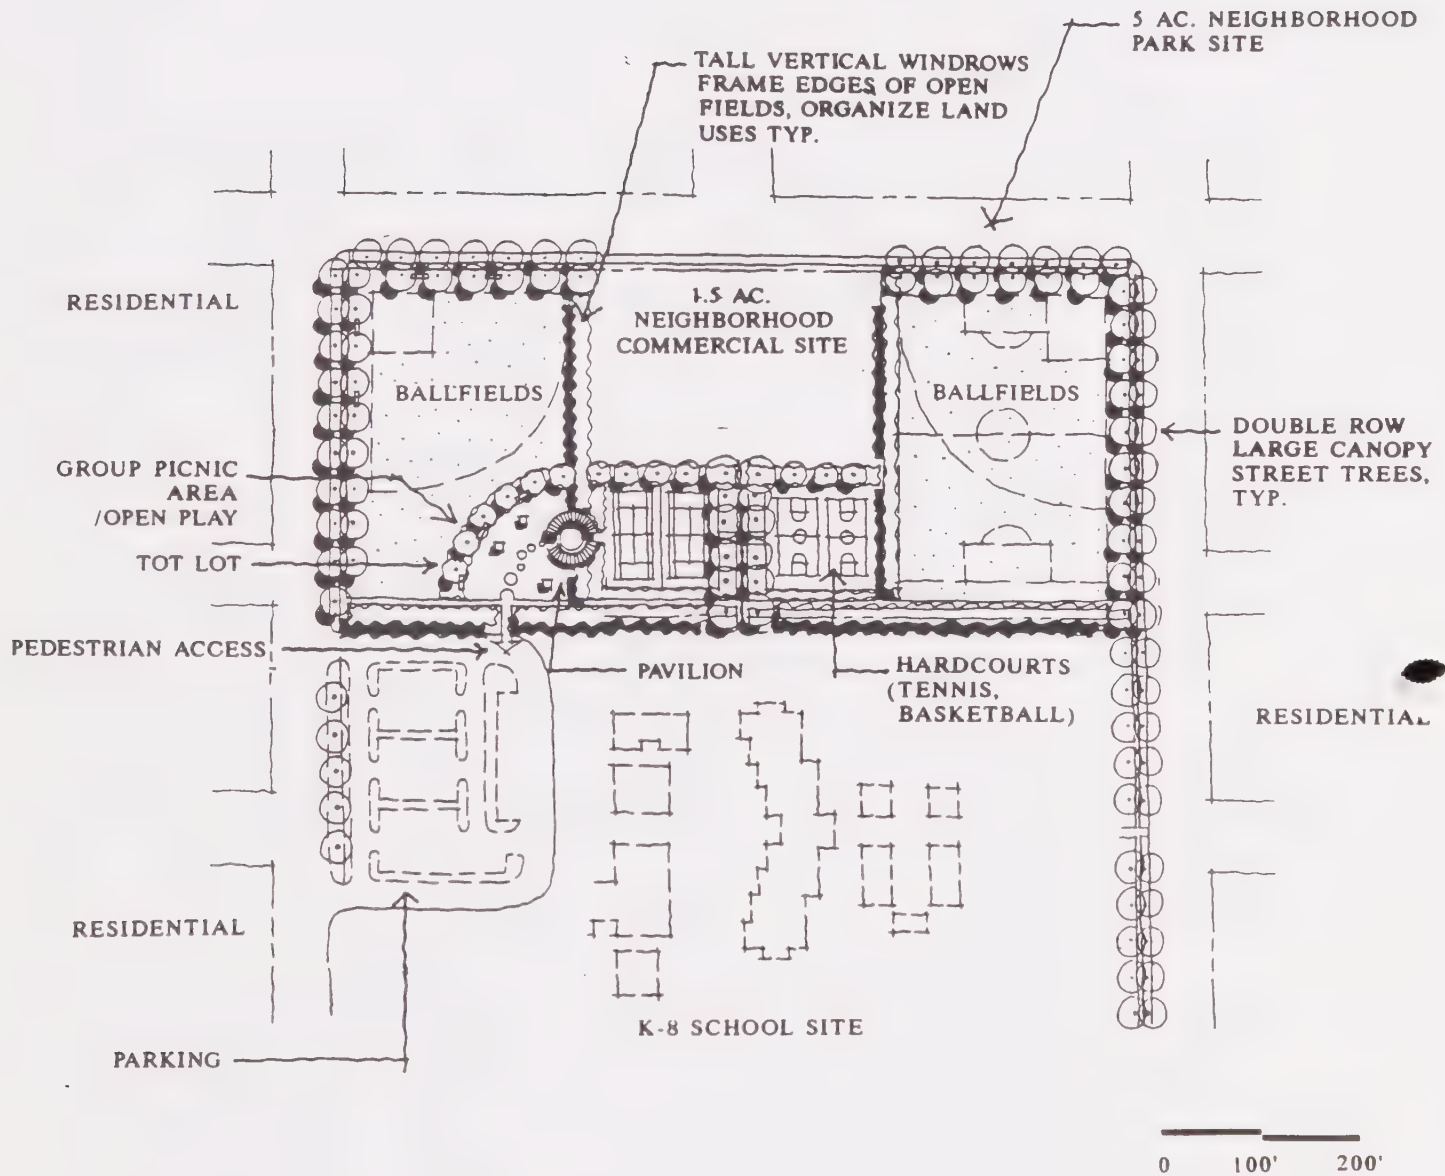 5 AC. NEIGHBORHOOD
PARK SITE
TALL VERTICAL WINDROWS
FRAME EDGES OF OPEN
FIELDS, ORGANIZE LAND
USES TYP.
RESIDENTIAL
1.5 AC.
NEIGHBORHOOD
COMMERCIAL SITE
BALLFIELDS
BALLFIELDS
DOUBLE ROW
LARGE CANOPY
STREET TREES,
TYP.
GROUP PICNIC
AREA
/OPEN PLAY
TOT LOT
PEDESTRIAN ACCESS
PAVILION
HARDCOURTS
(TENNIS,
BASKETBALL)
RESIDENTIAL
RESIDENTIAL
K-8 SCHOOL SITE
PARKING
0 100' 200'